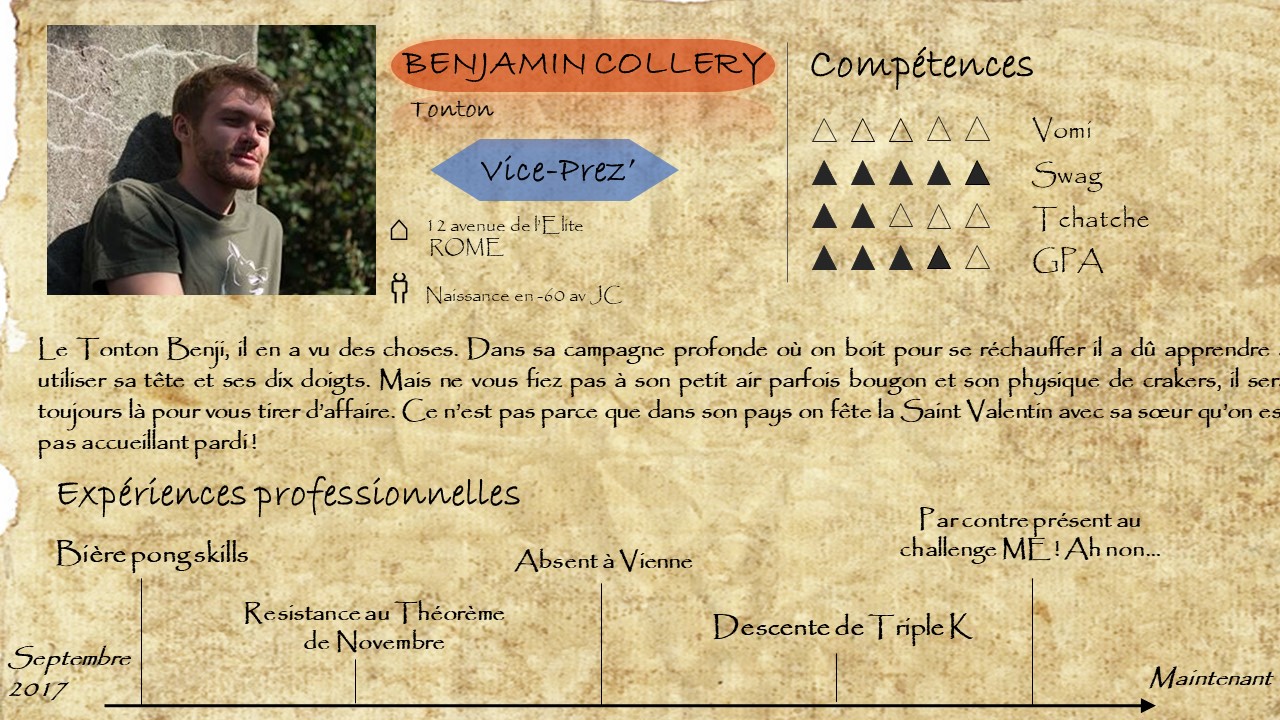 BENJAMIN COLLERY
Tonton
Vice-Prez'
12 avenue de l'Elite
ROME
Naissance en -60 av JC
Compétences
Vomi
Swag
Tchatche
GPA
Le Tonton Benji, il en a vu des choses. Dans sa campagne profonde où on boit pour se réchauffer il a dû apprendre
utiliser sa tête et ses dix doigts. Mais ne vous fiez pas à son petit air parfois bougon et son physique de crakers, il ser
toujours là pour vous tirer d'affaire. Ce n'est pas parce que dans son pays on fête la Saint Valentin avec sa sœur qu'on es
pas accueillant pardi !
Expériences professionnelles
Bière pong skills
Resistance au Théorème
de Novembre
Absent à Vienne
Descente de Triple K
Par contre présent au
challenge ME ! Ah non...
Septembre
2017
Maintenant